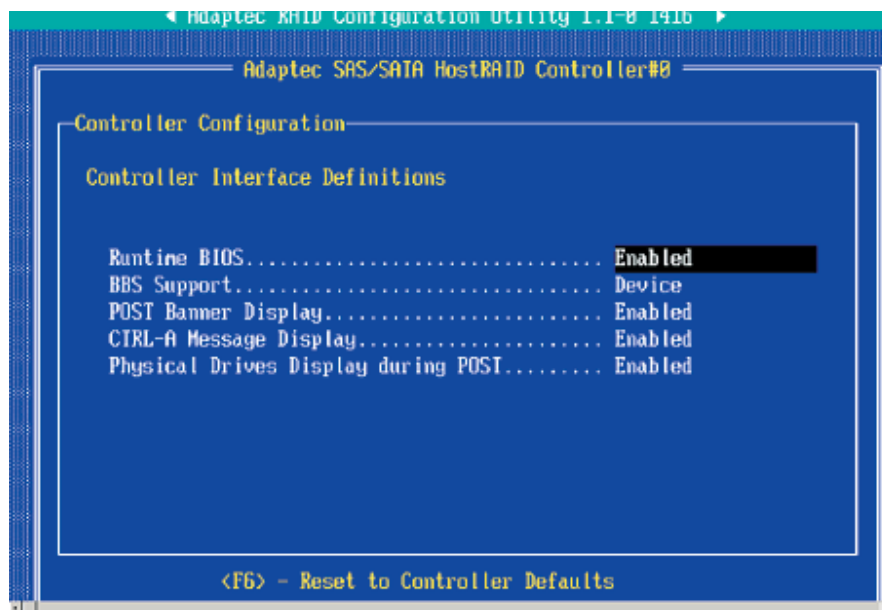 ◄ Adaptec RAID Configuration Utility 1.1-0 1416 ►
Adaptec SAS/SATA HostRAID Controller#0
Controller Configuration
Controller Interface Definitions
Runtime BIOS................................ Enabled
BBS Support................................. Device
POST Banner Display......................... Enabled
CTRL-A Message Display...................... Enabled
Physical Drives Display during POST......... Enabled
<F6> - Reset to Controller Defaults